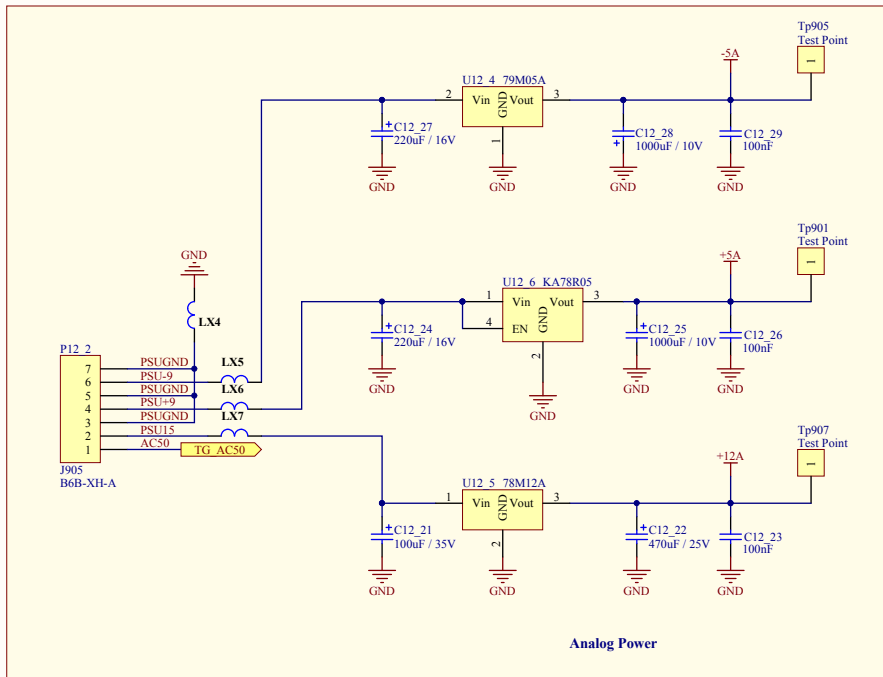 Tp905
Test Point
1
-5A
U12_4 79M05A
2 Vin Vout 3
GND
1
+ C12_27
220uF / 16V
GND
GND
C12_28
+ 1000uF / 10V
GND
C12_29
100nF
GND
Tp901
Test Point
1
+5A
GND
LX4
U12_6 KA78R05
1 Vin Vout 3
4 EN
GND
2
+ C12_24
220uF / 16V
GND
GND
+ C12_25
1000uF / 10V
GND
C12_26
100nF
GND
P12_2
7 PSUGND
LX5
6 PSU-9
LX6
5 PSUGND
4 PSU+9
LX7
3 PSUGND
2 PSU15
1 AC50
TG_AC50
J905
B6B-XH-A
Tp907
Test Point
1
+12A
U12_5 78M12A
1 Vin Vout 3
GND
2
+ C12_21
100uF / 35V
GND
GND
+ C12_22
470uF / 25V
GND
C12_23
100nF
GND
Analog Power